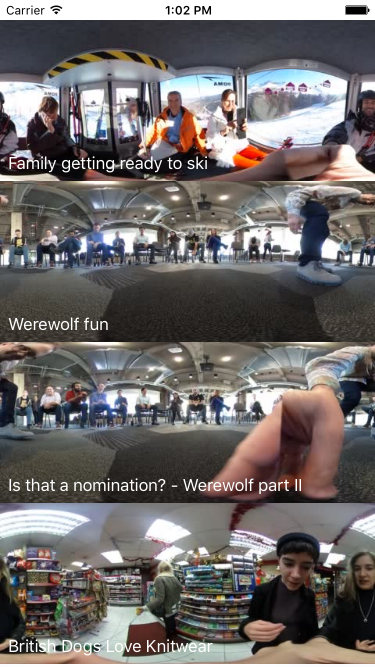 Carrier 1:02 PM
Family getting ready to ski
Werewolf fun
Is that a nomination? - Werewolf part II
British Dogs Love Knitwear